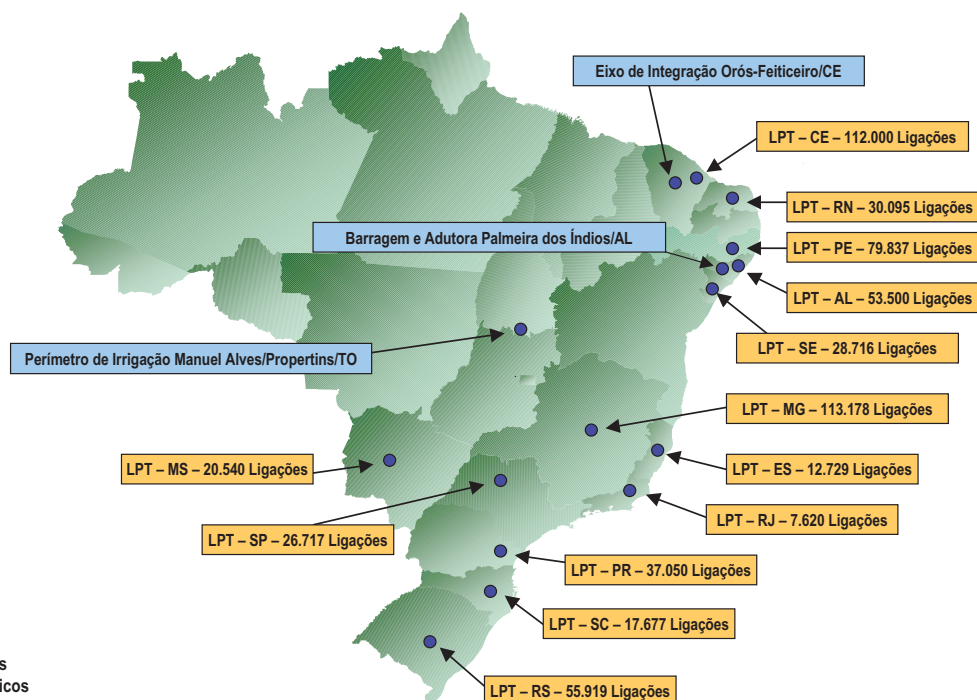 Eixo de Integração Orós-Feiticeiro/CE
LPT – CE – 112.000 Ligações
LPT – RN – 30.095 Ligações
Barragem e Adutora Palmeira dos Índios/AL
LPT – PE – 79.837 Ligações
LPT – AL – 53.500 Ligações
LPT – SE – 28.716 Ligações
Perímetro de Irrigação Manuel Alves/Propertins/TO
LPT – MG – 113.178 Ligações
LPT – MS – 20.540 Ligações
LPT – ES – 12.729 Ligações
LPT – RJ – 7.620 Ligações
LPT – SP – 26.717 Ligações
LPT – PR – 37.050 Ligações
LPT – SC – 17.677 Ligações
LPT – RS – 55.919 Ligações
s
icos